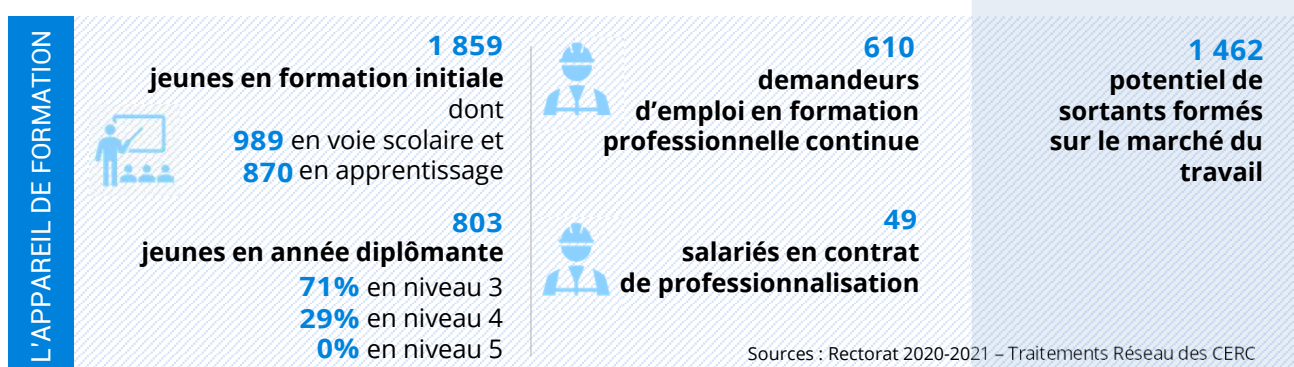 L'APPAREIL DE FORMATION
1 859
jeunes en formation initiale
dont
989 en voie scolaire et
870 en apprentissage
803
jeunes en année diplômante
71% en niveau 3
29% en niveau 4
0% en niveau 5
610
demandeurs
d’emploi en formation
professionnelle continue
49
salariés en contrat
de professionnalisation
1 462
potentiel de
sortants formés
sur le marché du
travail
Sources : Rectorat 2020-2021 – Traitements Réseau des CERC